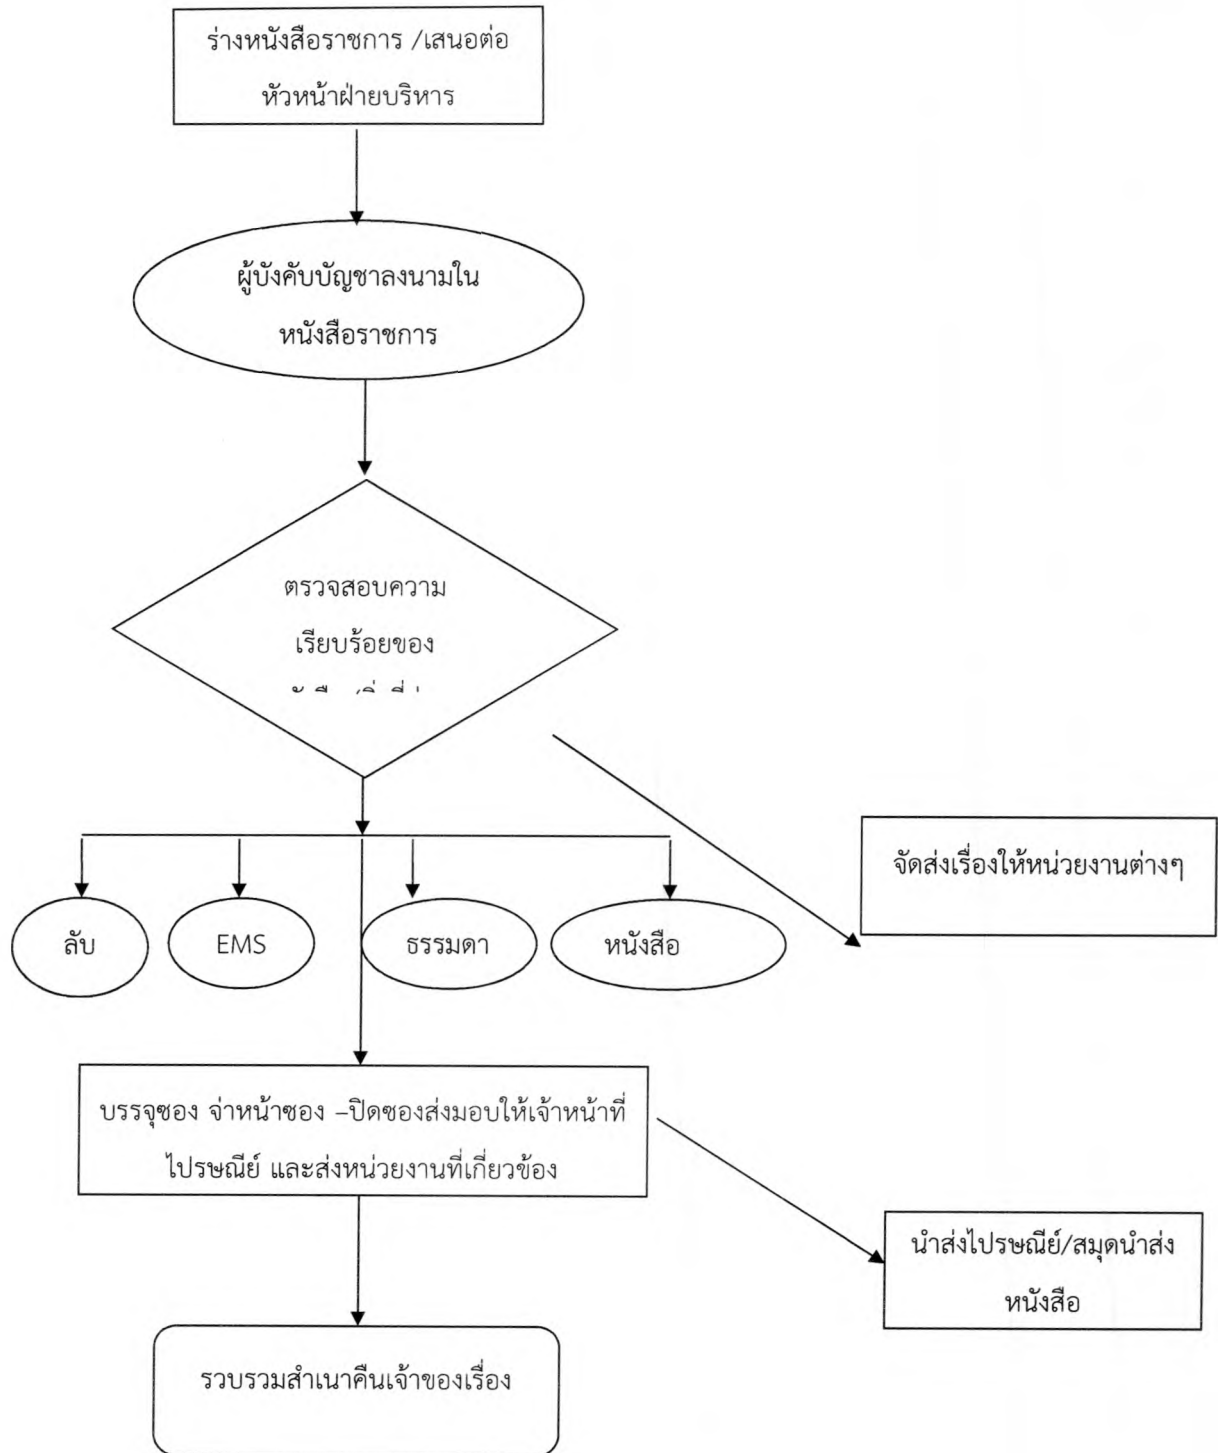 ร่างหนังสือราชการ /เสนอต่อ
หัวหน้าฝ่ายบริหาร
ผู้บังคับบัญชาลงนามใน
หนังสือราชการ
ตรวจสอบความ
เรียบร้อยของ
จัดส่งเรื่องให้หน่วยงานต่างๆ
ลับ
EMS
ธรรมดา
หนังสือ
บรรจุซอง จ่าหน้าซอง –ปิดซองส่งมอบให้เจ้าหน้าที่
ไปรษณีย์ และส่งหน่วยงานที่เกี่ยวข้อง
นำส่งไปรษณีย์/สมุดนำส่ง
หนังสือ
รวบรวมสำเนาคืนเจ้าของเรื่อง